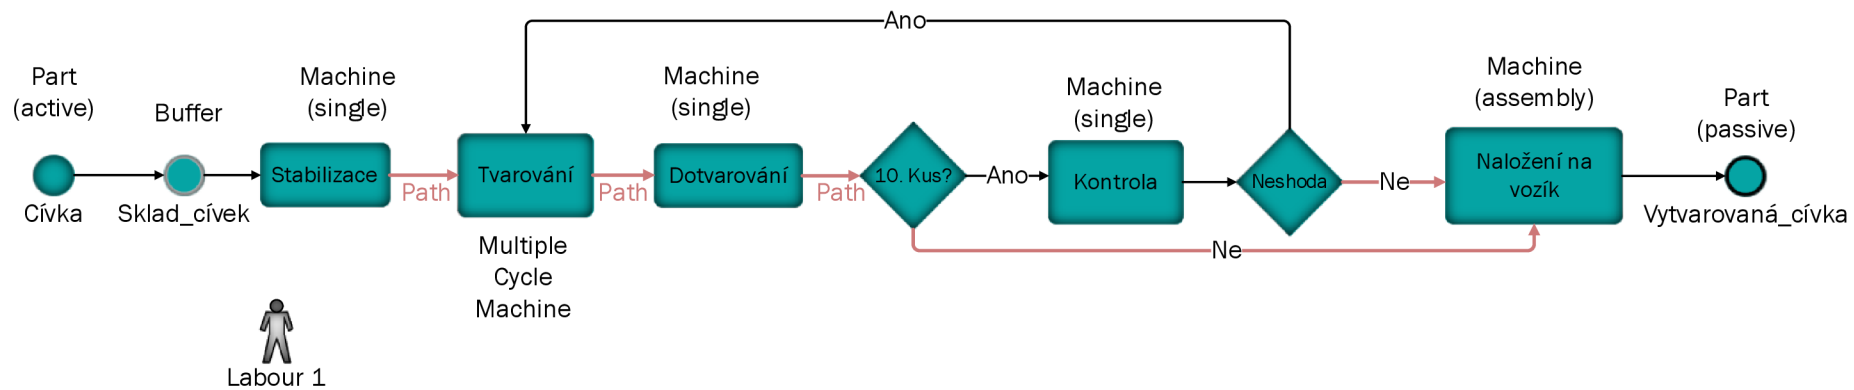 Ano
Part
(active)
Buffer
Machine
(single)
Machine
(single)
Machine
(single)
Machine
(assembly)
Part
(passive)
Stabilizace
Path
Tvarování
Path
Dotvarování
Path
10. Kus?
Ano
Kontrola
Neshoda
Ne
Naložení na
vozík
Cívka
Sklad_cívek
Vytvarovaná_cívka
Multiple
Cycle
Machine
Ne
Labour 1